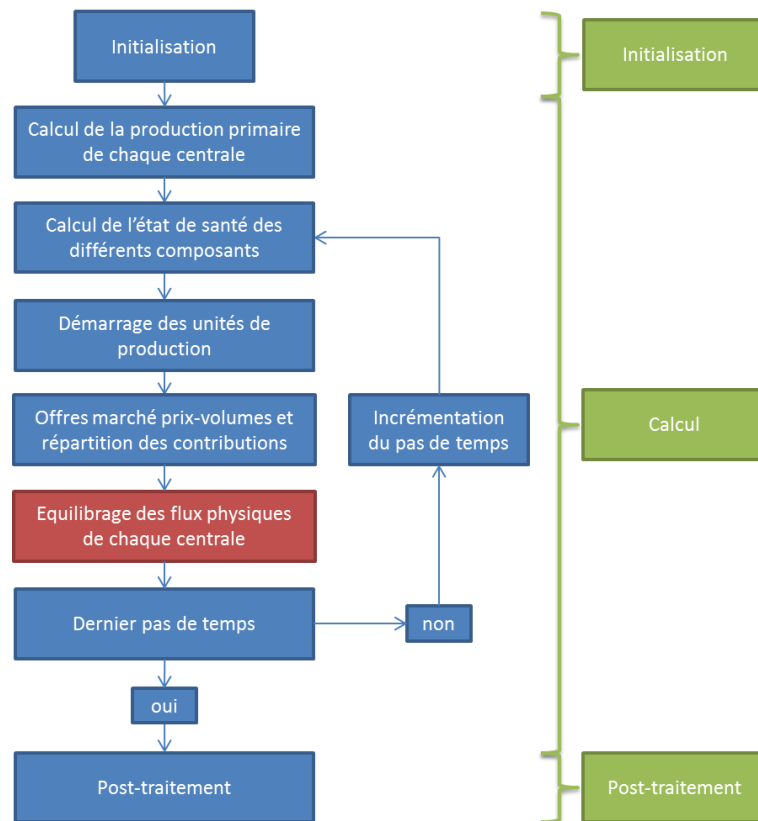 Initialisation
Initialisation
Calcul de la production primaire
de chaque centrale
Calcul de l'état de santé des
différents composants
Démarrage des unités de
production
Offres marché prix-volumes et
répartition des contributions
Incrémentation
du pas de temps
Calcul
Equilibrage des flux physiques
de chaque centrale
Dernier pas de temps
non
oui
Post-traitement
Post-traitement